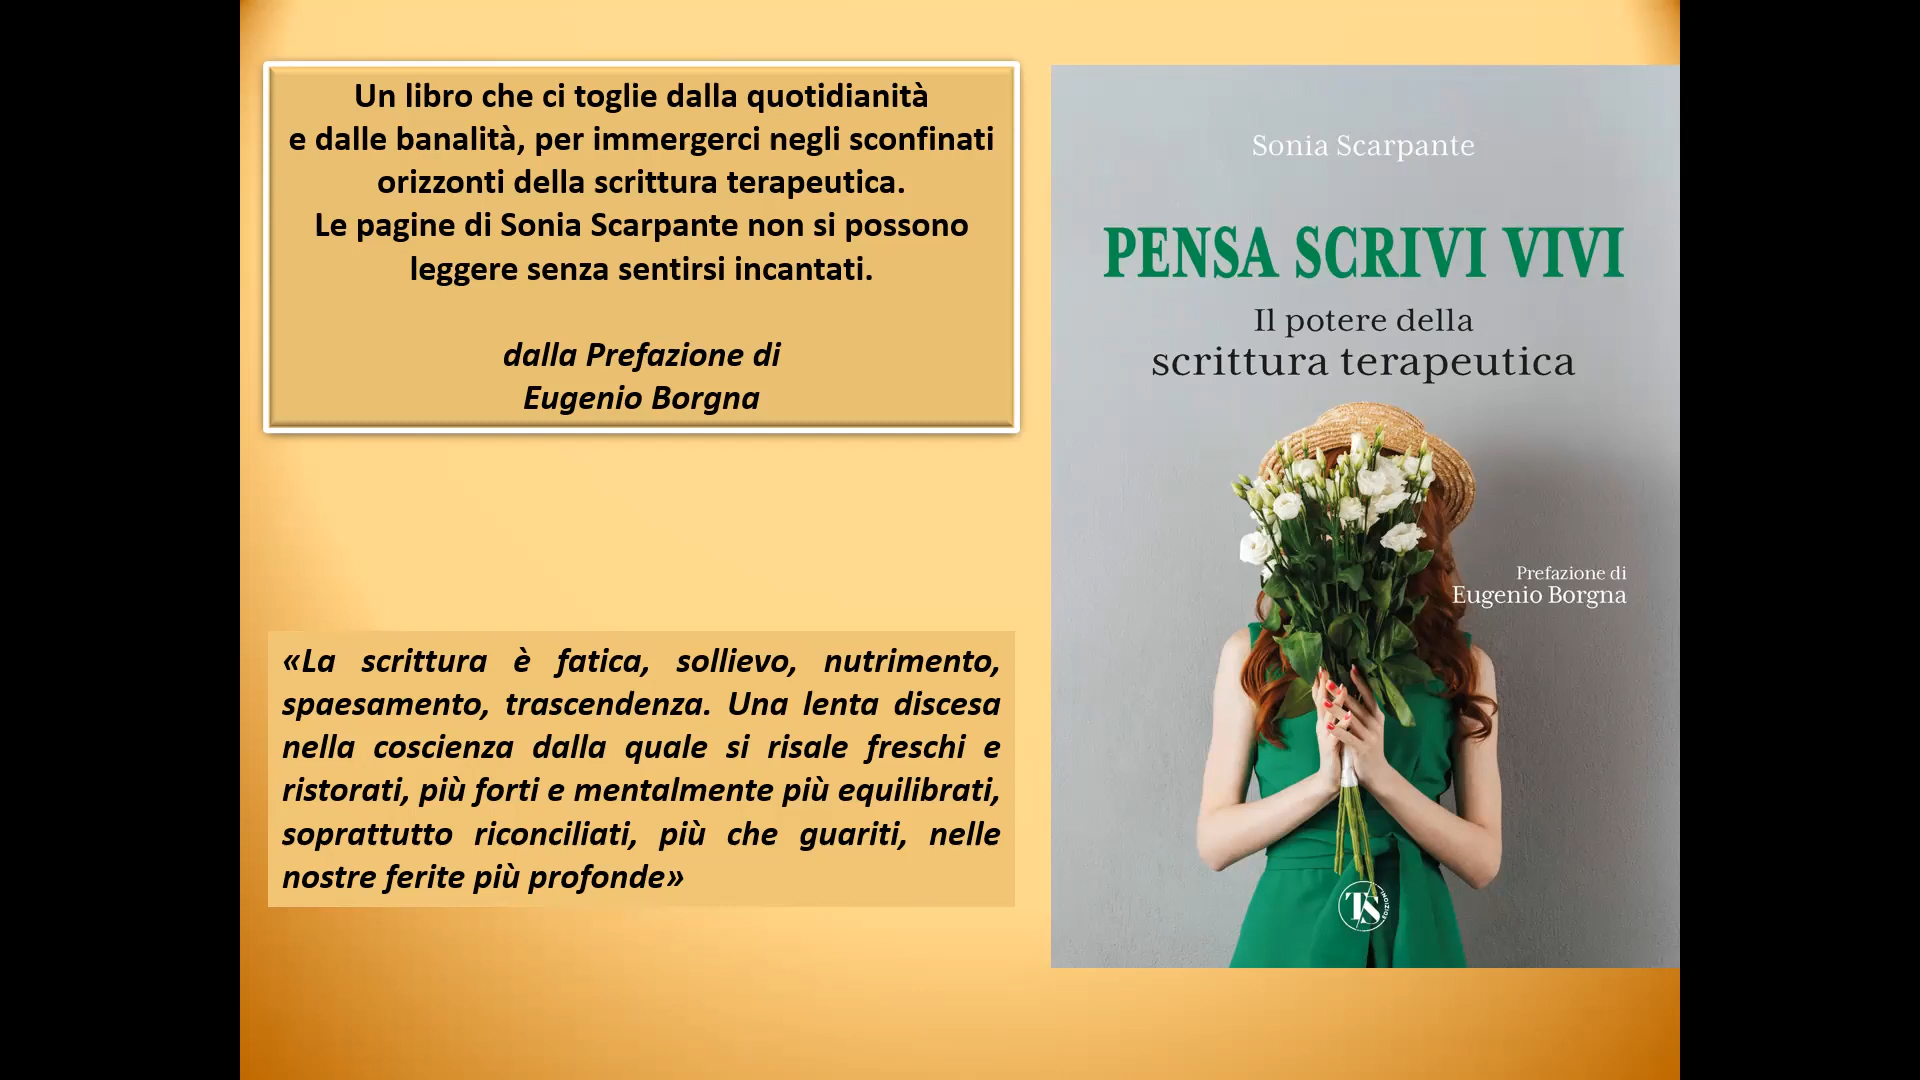 Un libro che ci toglie dalla quotidianità
e dalle banalità, per immergerci negli sconfinati
orizzonti della scrittura terapeutica.
Le pagine di Sonia Scarpante non si possono
leggere senza sentirsi incantati.
dalla Prefazione di
Eugenio Borgna
«La scrittura è fatica, sollievo, nutrimento,
spaesamento, trascendenza. Una lenta discesa
nella coscienza dalla quale si risale freschi e
ristorati, più forti e mentalmente più equilibrati,
soprattutto riconciliati, più che guariti, nelle
nostre ferite più profonde»
Sonia Scarpante
PENSA SCRIVI VIVI
Il potere della
scrittura terapeutica
Prefazione di
Eugenio Borgna
TS
EDIZIONI